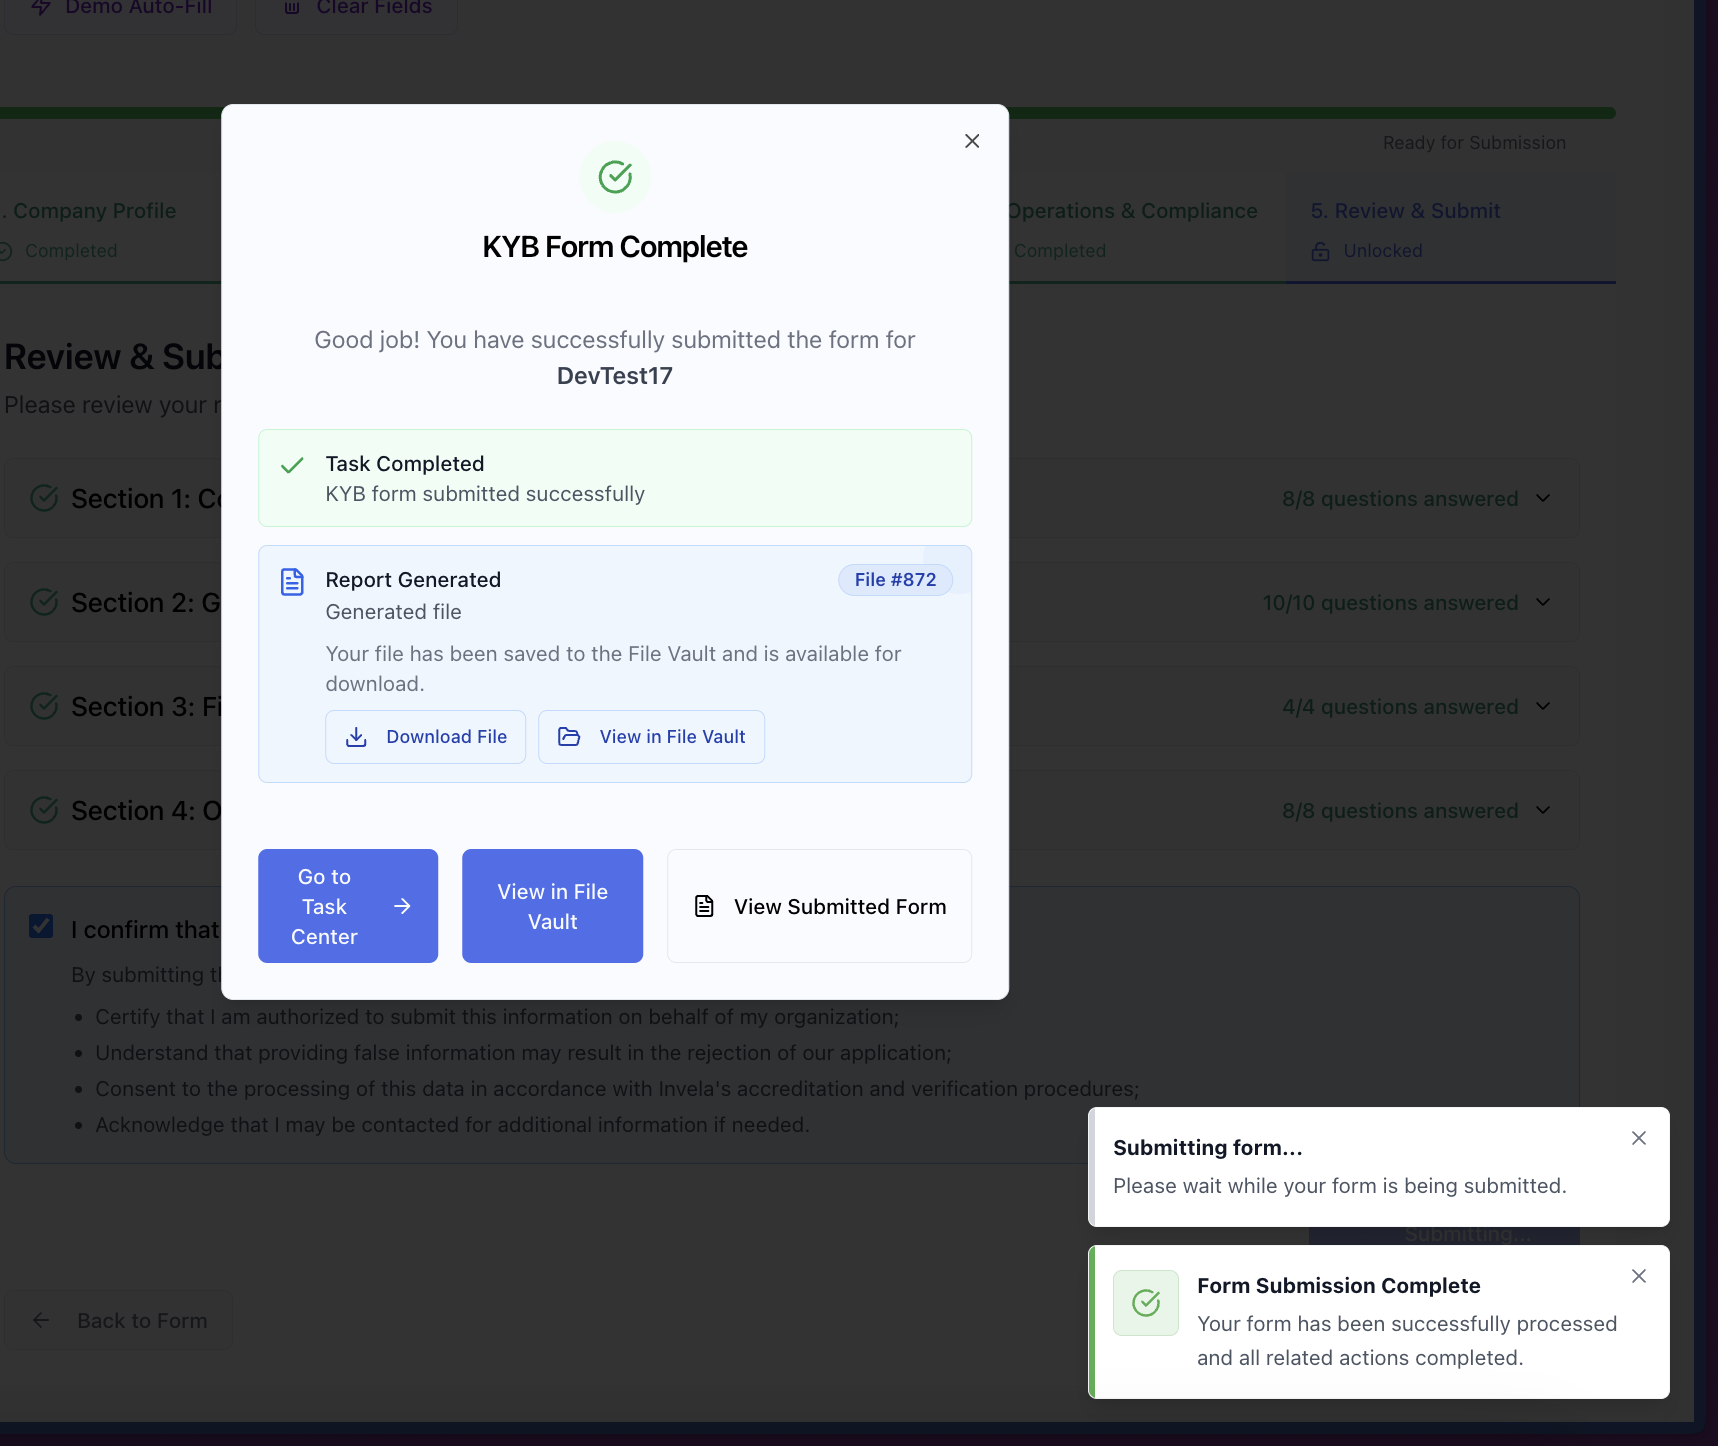 Demo Auto-Fill
Clear Fields
Ready for Submission
. Company Profile
Completed
Operations & Compliance
Completed
5. Review & Submit
Unlocked
Review & Sub
Please review your r
Section 1: Co
8/8 questions answered
Section 2: G
10/10 questions answered
Section 3: Fi
4/4 questions answered
Section 4: O
8/8 questions answered
I confirm that
By submitting th
• Certify that I am authorized to submit this information on behalf of my organization;
• Understand that providing false information may result in the rejection of our application;
• Consent to the processing of this data in accordance with Invela's accreditation and verification procedures;
• Acknowledge that I may be contacted for additional information if needed.
Back to Form
KYB Form Complete
Good job! You have successfully submitted the form for
DevTest17
Task Completed
KYB form submitted successfully
Report Generated
File #872
Generated file
Your file has been saved to the File Vault and is available for
download.
Download File
View in File Vault
Go to
Task
Center
View in File
Vault
View Submitted Form
Submitting form...
Please wait while your form is being submitted.
Submitting...
Form Submission Complete
Your form has been successfully processed
and all related actions completed.